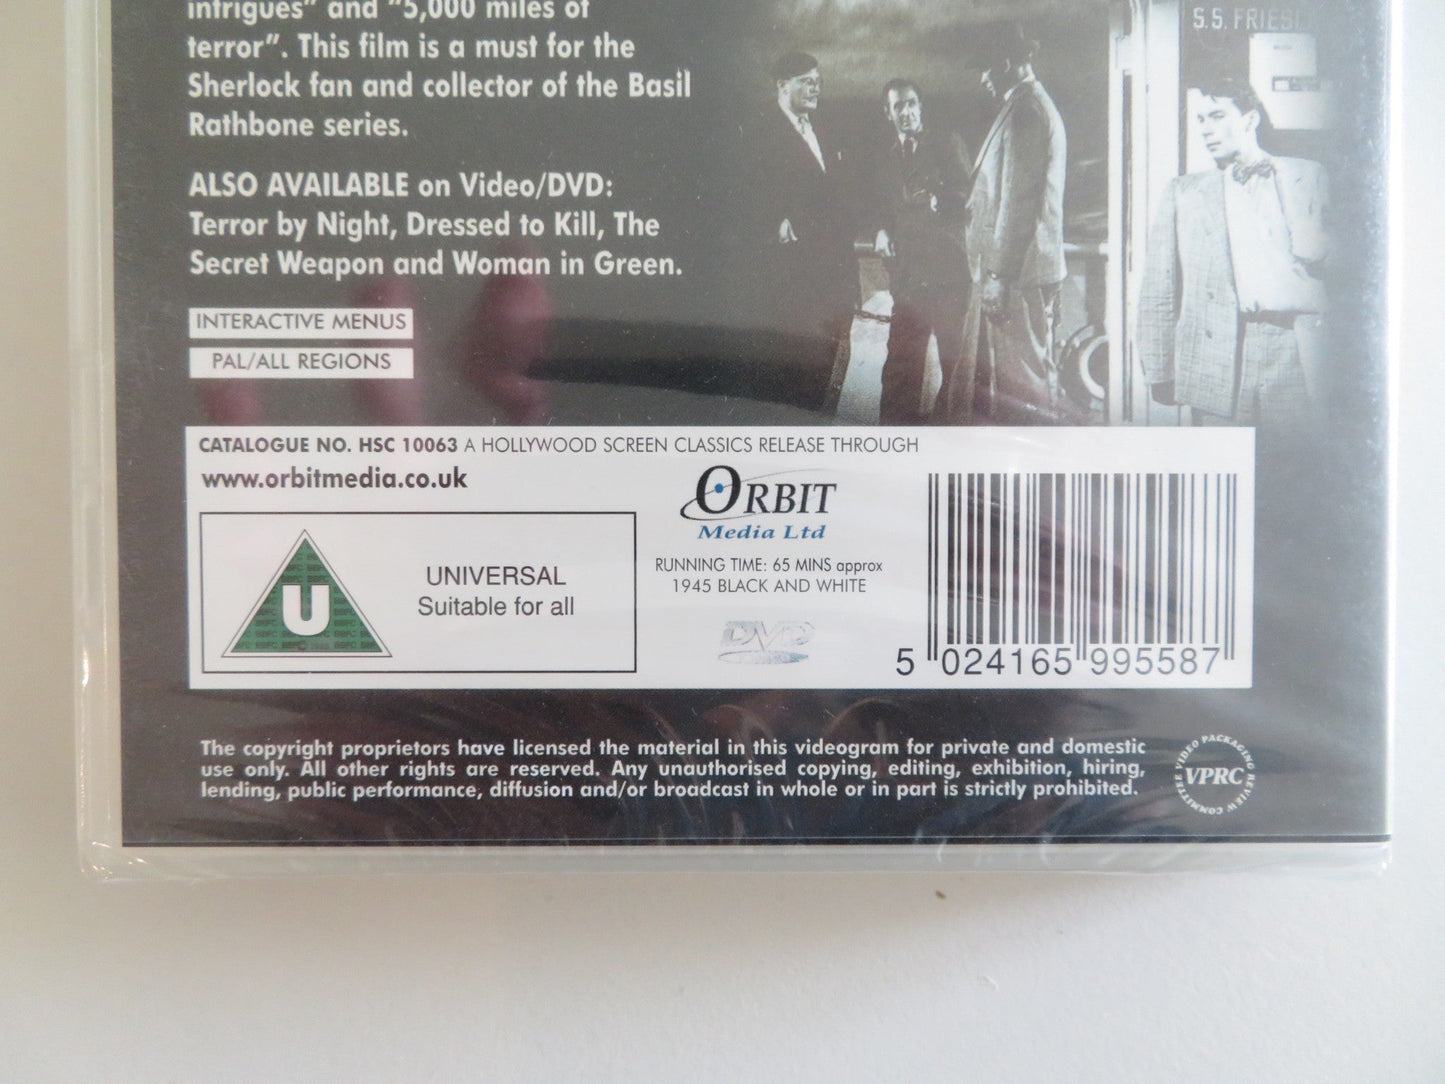 intrigues" and "5,000 miles of
terror". This film is a must for the
Sherlock fan and collector of the Basil
Rathbone series.
ALSO AVAILABLE on Video/DVD:
Terror by Night, Dressed to Kill, The
Secret Weapon and Woman in Green.
INTERACTIVE MENUS
PAL/ALL REGIONS
S.S. FRIESL
CATALOGUE NO. HSC 10063 A HOLLYWOOD SCREEN CLASSICS RELEASE THROUGH
www.orbitmedia.co.uk
U
UNIVERSAL
Suitable for all
ORBIT
Media Ltd
RUNNING TIME: 65 MINS approx
1945 BLACK AND WHITE
DVD
5 024165 995587
The copyright proprietors have licensed the material in this videogram for private and domestic
use only. All other rights are reserved. Any unauthorised copying, editing, exhibition, hiring,
lending, public performance, diffusion and/or broadcast in whole or in part is strictly prohibited.
VIDEO PACKAGING REVIEW COMMITTEE
VPRC